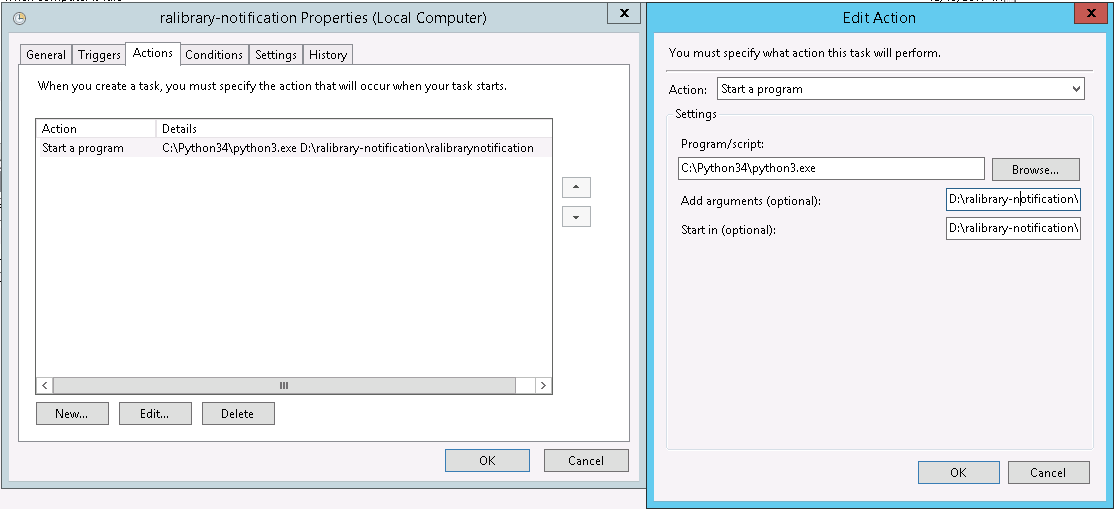 ralibrary-notification Properties (Local Computer)
x
General Triggers Actions Conditions Settings History
When you create a task, you must specify the action that will occur when your task starts.
Action Details
Start a program C:\Python34\python3.exe D:\ralibrary-notification\ralibrarynotification
New... Edit... Delete
OK Cancel
Edit Action
x
You must specify what action this task will perform.
Action: Start a program
Settings
Program/script:
C:\Python34\python3.exe Browse...
Add arguments (optional): D:\ralibrary-notification\
Start in (optional): D:\ralibrary-notification\
OK Cancel